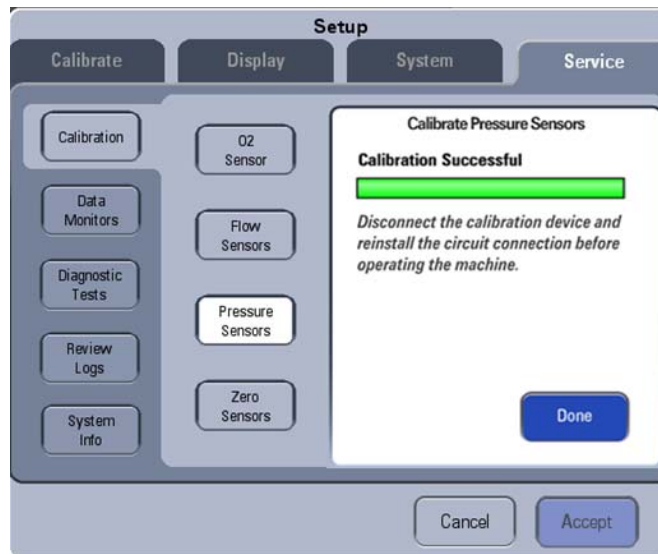 Setup
Calibrate
Display
System
Service
Calibration
Data
Monitors
Diagnostic
Tests
Review
Logs
System
Info
O2
Sensor
Flow
Sensors
Pressure
Sensors
Zero
Sensors
Calibrate Pressure Sensors
Calibration Successful
Disconnect the calibration device and
reinstall the circuit connection before
operating the machine.
Done
Cancel
Accept